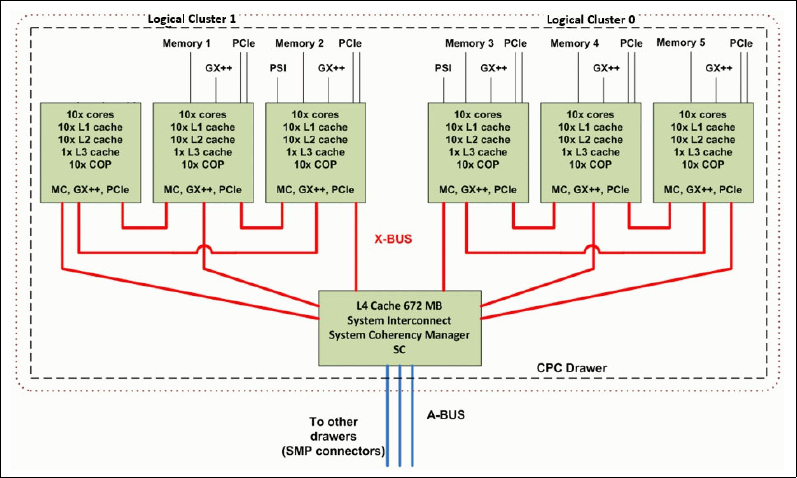 Logical Cluster 1
Logical Cluster 0
Memory 1 PCIe Memory 2 PCIe Memory 3 PCIe Memory 4 PCIe Memory 5 PCIe
GX++ PSI GX++ PSI GX++ GX++ GX++
10x cores
10x L1 cache
10x L2 cache
1x L3 cache
10x COP
MC, GX++, PCIe
10x cores
10x L1 cache
10x L2 cache
1x L3 cache
10x COP
MC, GX++, PCIe
10x cores
10x L1 cache
10x L2 cache
1x L3 cache
10x COP
MC, GX++, PCIe
10x cores
10x L1 cache
10x L2 cache
1x L3 cache
10x COP
MC, GX++, PCIe
10x cores
10x L1 cache
10x L2 cache
1x L3 cache
10x COP
MC, GX++, PCIe
10x cores
10x L1 cache
10x L2 cache
1x L3 cache
10x COP
MC, GX++, PCIe
X-BUS
L4 Cache 672 MB
System Interconnect
System Coherency Manager
SC
CPC Drawer
To other
drawers
(SMP connectors)
A-BUS